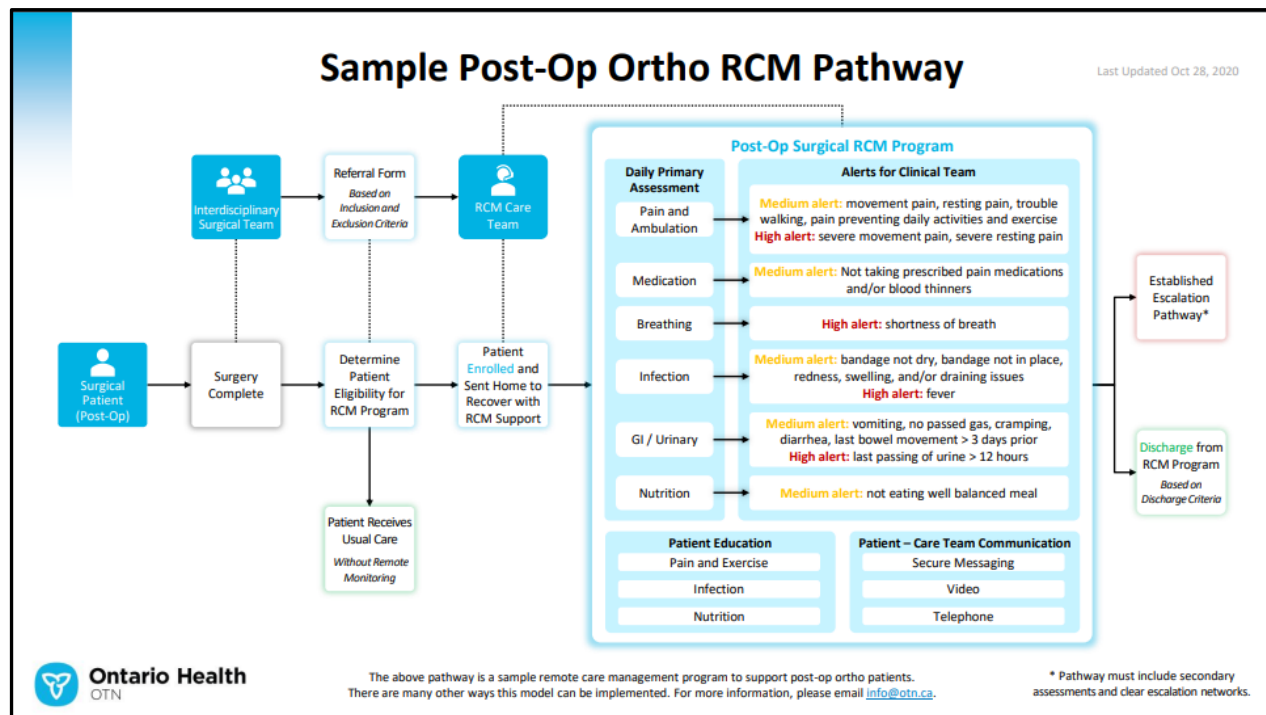 Sample Post-Op Ortho RCM Pathway
Last Updated Oct 28, 2020
Interdisciplinary
Surgical Team
Referral Form
Based on
Inclusion and
Exclusion Criteria
RCM Care
Team
Surgical
Patient
(Post-Op)
Surgery
Complete
Determine
Patient
Eligibility for
RCM Program
Patient
Enrolled and
Sent Home to
Recover with
RCM Support
Patient Receives
Usual Care
Without Remote
Monitoring
Post-Op Surgical RCM Program
Daily Primary
Assessment
Alerts for Clinical Team
Pain and
Ambulation
Medium alert: movement pain, resting pain, trouble
walking, pain preventing daily activities and exercise
High alert: severe movement pain, severe resting pain
Medication
Medium alert: Not taking prescribed pain medications
and/or blood thinners
Breathing
High alert: shortness of breath
Infection
Medium alert: bandage not dry, bandage not in place,
redness, swelling, and/or draining issues
High alert: fever
GI / Urinary
Medium alert: vomiting, no passed gas, cramping,
diarrhea, last bowel movement > 3 days prior
High alert: last passing of urine > 12 hours
Nutrition
Medium alert: not eating well balanced meal
Patient Education
Pain and Exercise
Infection
Nutrition
Patient – Care Team Communication
Secure Messaging
Video
Telephone
Established
Escalation
Pathway*
Discharge from
RCM Program
Based on
Discharge Criteria
Ontario Health
OTN
The above pathway is a sample remote care management program to support post-op ortho patients.
There are many other ways this model can be implemented. For more information, please email info@otn.ca.
* Pathway must include secondary
assessments and clear escalation networks.